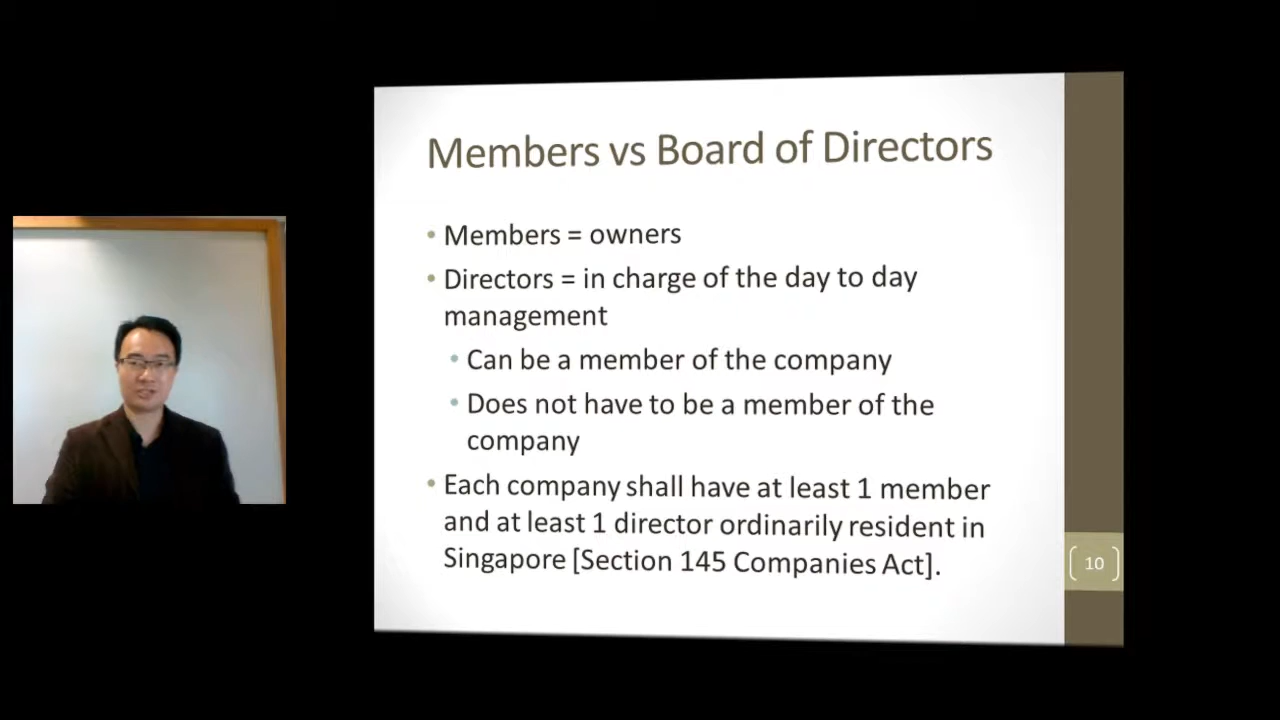 Members vs Board of Directors
• Members = owners
• Directors = in charge of the day to day
management
• Can be a member of the company
• Does not have to be a member of the
company
• Each company shall have at least 1 member
and at least 1 director ordinarily resident in
Singapore [Section 145 Companies Act].
10